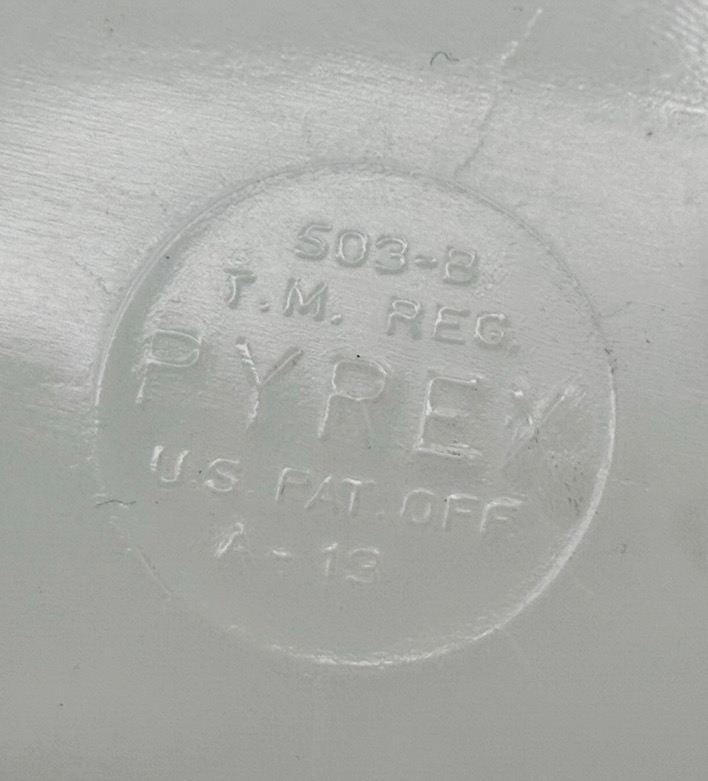 503-B
T.M. REG.
PYREX
U.S. PAT. OFF
A-13